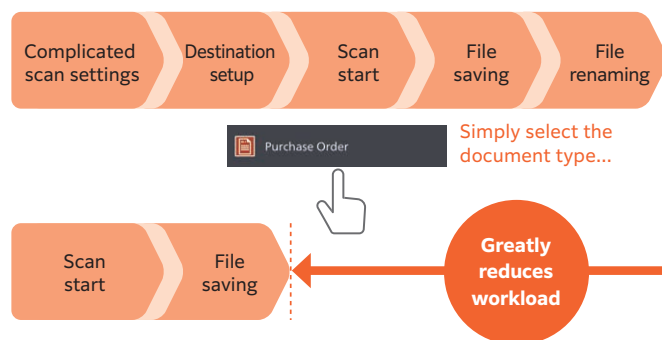 Complicated
scan settings
Destination
setup
Scan
start
File
saving
File
renaming
Purchase Order
Simply select the
document type...
Scan
start
File
saving
Greatly
reduces
workload